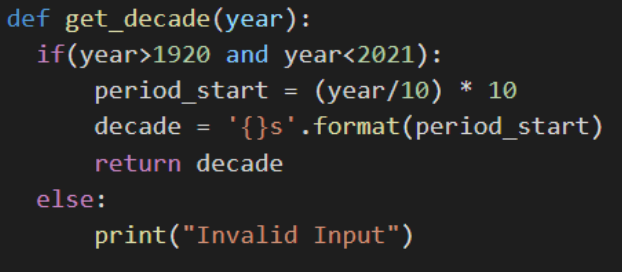 def get_decade(year):
  if(year>1920 and year<2021):
      period_start = (year/10) * 10
      decade = '{}s'.format(period_start)
      return decade
  else:
      print("Invalid Input")